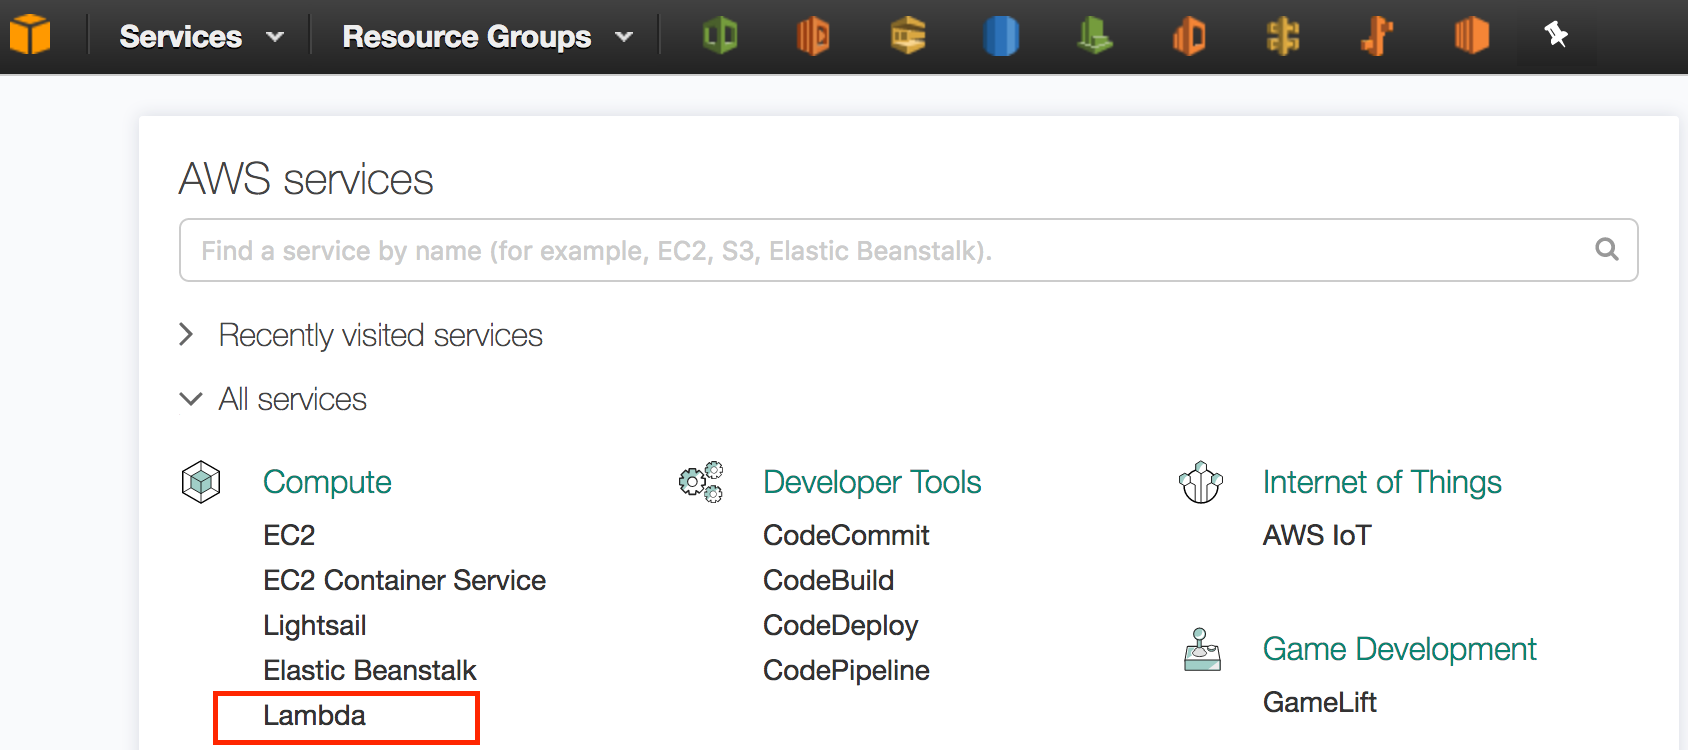 Services Resource Groups
AWS services
Find a service by name (for example, EC2, S3, Elastic Beanstalk).
Recently visited services
All services
Compute
EC2
EC2 Container Service
Lightsail
Elastic Beanstalk
Lambda
Developer Tools
CodeCommit
CodeBuild
CodeDeploy
CodePipeline
Internet of Things
AWS IoT
Game Development
GameLift